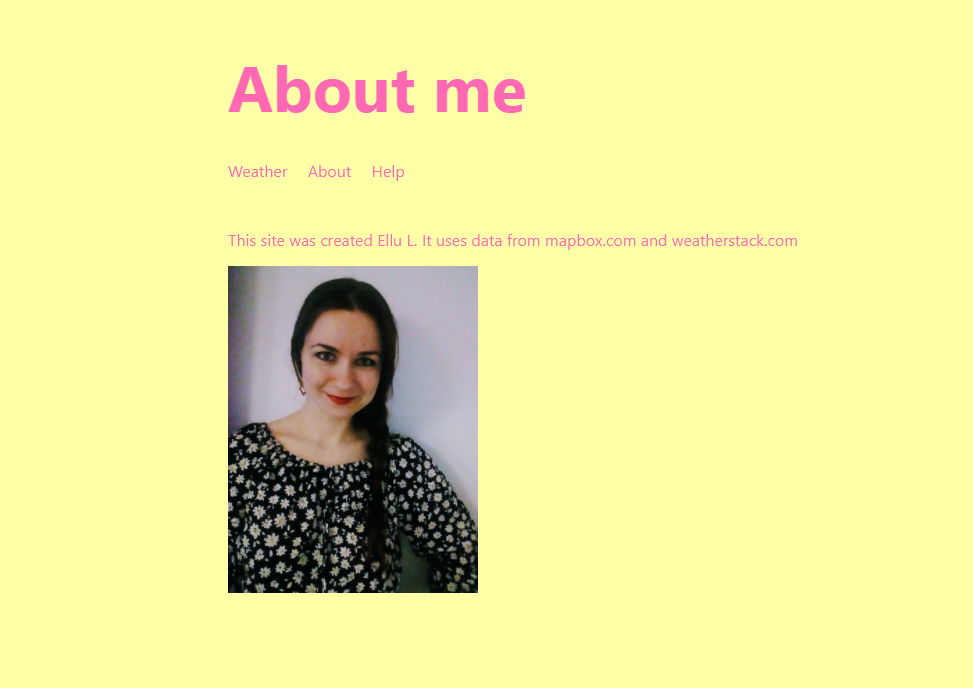 About me
Weather About Help
This site was created Ellu L. It uses data from mapbox.com and weatherstack.com